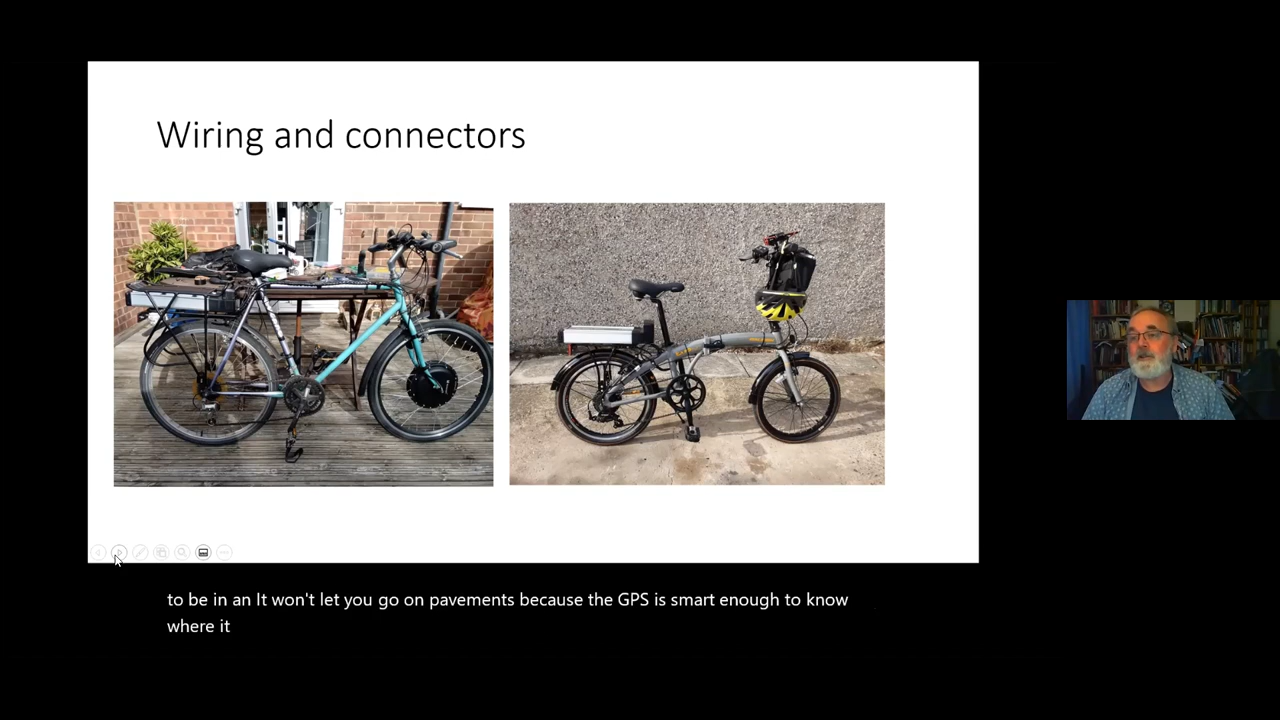 Wiring and connectors
to be in an It won't let you go on pavements because the GPS is smart enough to know
where it